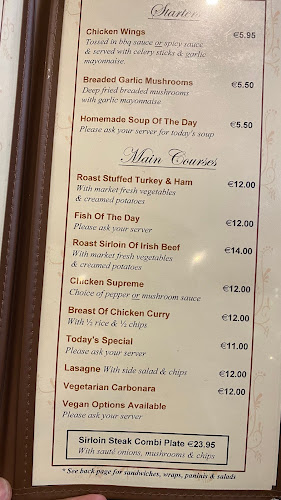 Starters
Chicken Wings €5.95
Tossed in bbq sauce or spicy sauce
& served with celery sticks & garlic
mayonnaise.
Breaded Garlic Mushrooms €5.50
Deep fried breaded mushrooms
with garlic mayonnaise
Homemade Soup Of The Day €5.50
Please ask your server for today's soup
Main Courses
Roast Stuffed Turkey & Ham €12.00
With market fresh vegetables
& creamed potatoes
Fish Of The Day €12.00
Please ask your server
Roast Sirloin Of Irish Beef €14.00
With market fresh vegetables
& creamed potatoes
Chicken Supreme €12.00
Choice of pepper or mushroom sauce
Breast Of Chicken Curry €12.00
With ½ rice & ½ chips
Today's Special €11.00
Please ask your server
Lasagne With side salad & chips €12.00
Vegetarian Carbonara €12.00
Vegan Options Available
Please ask your server
Sirloin Steak Combi Plate €23.95
With sauté onions, mushrooms & chips
* See back page for sandwiches, wraps, paninis & salads